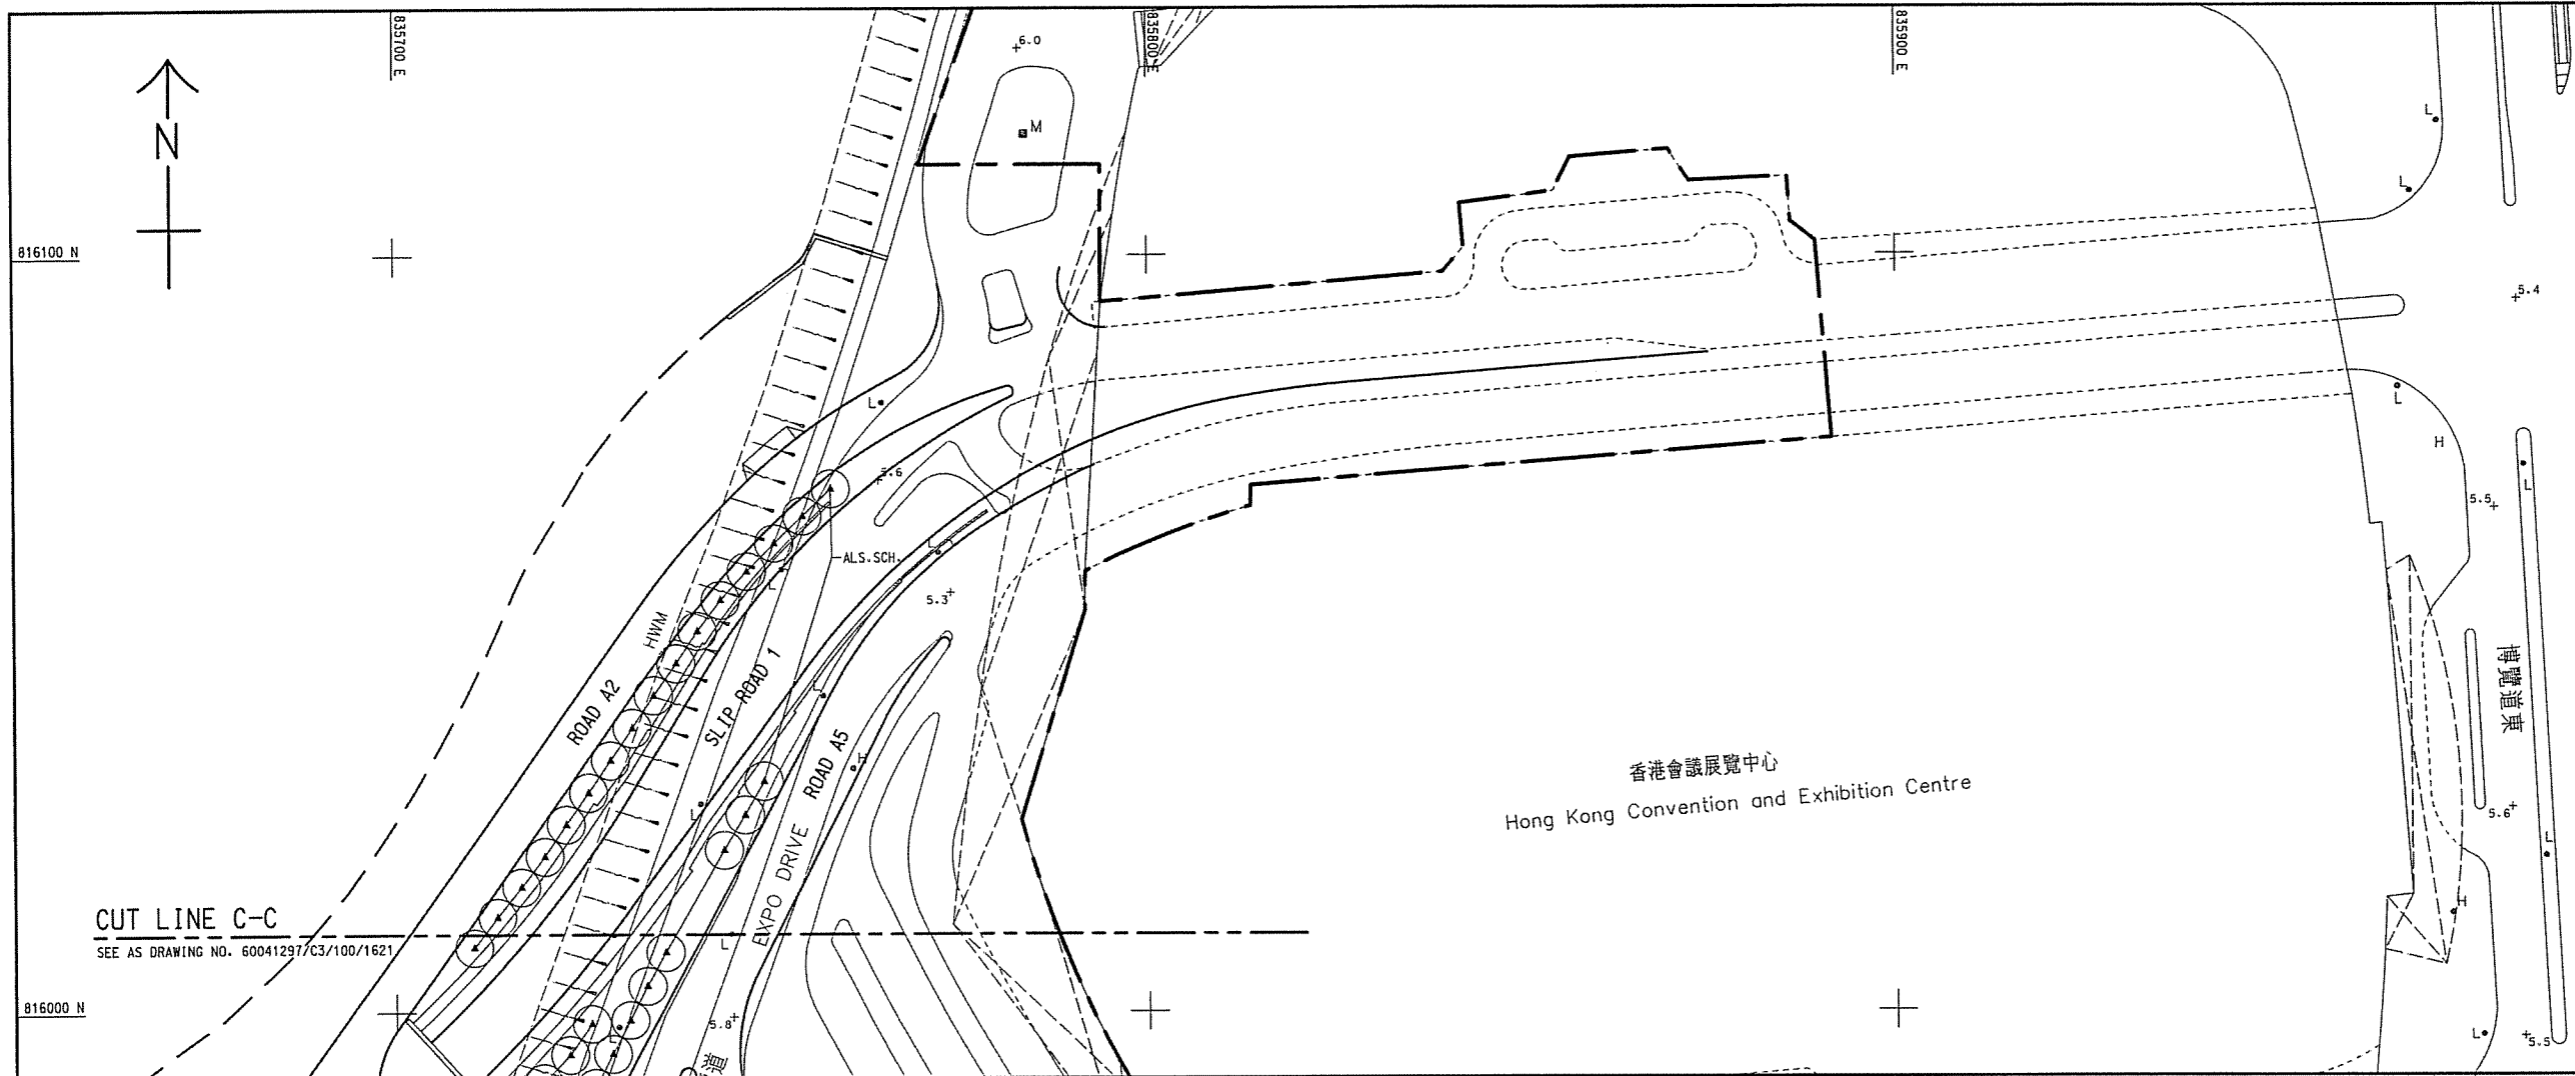 835700 E
835800 E
835900 E
6.0
M
N
L
L
816100 N
5.4
L
L
H
5.6
5.5
L
ALS.SCH.
L
L
5.3
HWM
ROAD A2
SLIP ROAD 1
L
ROAD A5
H
博覽道東
香港會議展覽中心
Hong Kong Convention and Exhibition Centre
L
5.6
L
EXPO DRIVE
H
CUT LINE C-C
SEE AS DRAWING NO. 60041297/C3/100/1621
L
816000 N
5.8
L
L
5.5
道